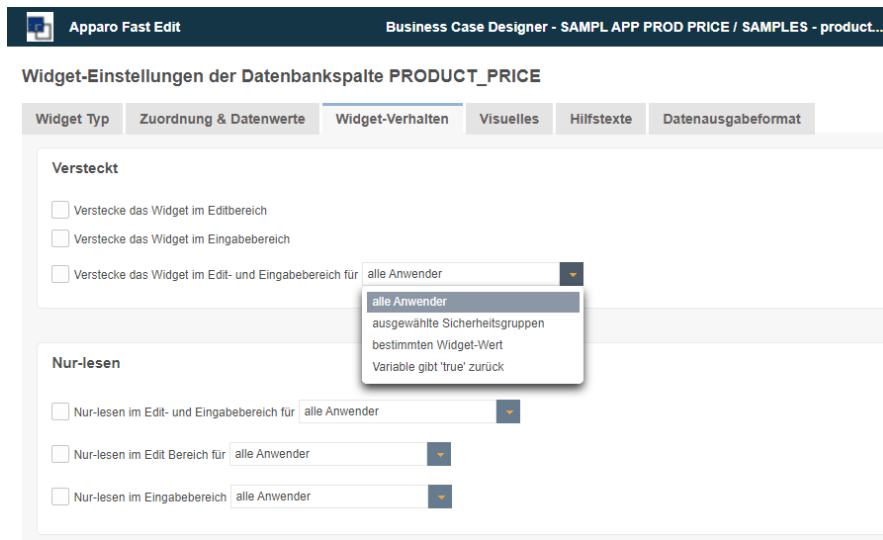 Apparo Fast Edit
Business Case Designer - SAMPL APP PROD PRICE / SAMPLES - product...
Widget-Einstellungen der Datenbankspalte PRODUCT_PRICE
Widget Typ Zuordnung & Datenwerte Widget-Verhalten Visuelles Hilfstexte Datenausgabeformat
Versteckt
Verstecke das Widget im Editbereich
Verstecke das Widget im Eingabebereich
Verstecke das Widget im Edit- und Eingabebereich für alle Anwender
alle Anwender
ausgewählte Sicherheitsgruppen
bestimmten Widget-Wert
Variable gibt 'true' zurück
Nur-lesen
Nur-lesen im Edit- und Eingabebereich für alle Anwender
Nur-lesen im Edit Bereich für alle Anwender
Nur-lesen im Eingabebereich alle Anwender